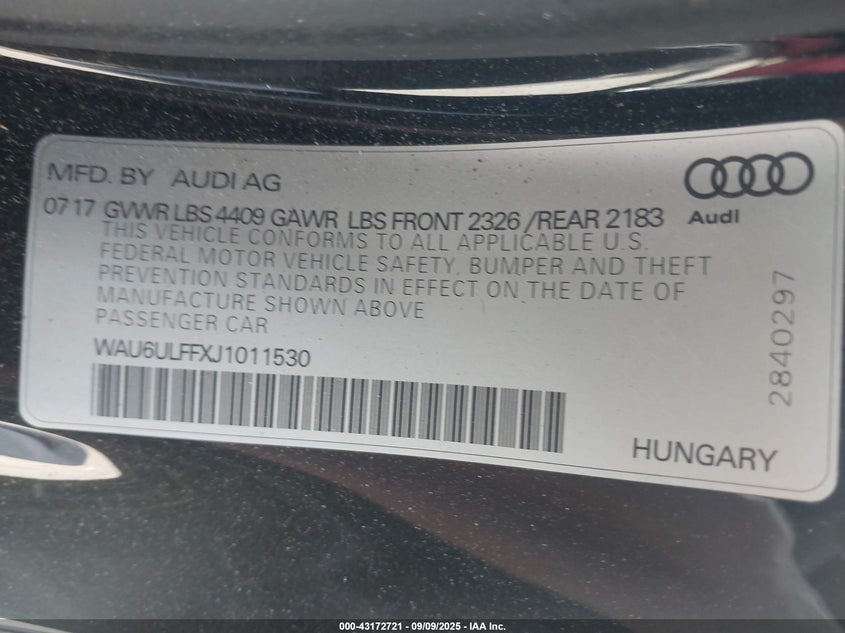 MFD. BY AUDI AG
07 17 GVWR LBS 4409 GAWR LBS FRONT 2326 / REAR 2183
Audi
THIS VEHICLE CONFORMS TO ALL APPLICABLE U.S.
FEDERAL MOTOR VEHICLE SAFETY, BUMPER AND THEFT
PREVENTION STANDARDS IN EFFECT ON THE DATE OF
MANUFACTURE SHOWN ABOVE
PASSENGER CAR
WAU6ULFFXJ1011530
2840297
HUNGARY
000-43172721 - 09/09/2025 - IAA Inc.